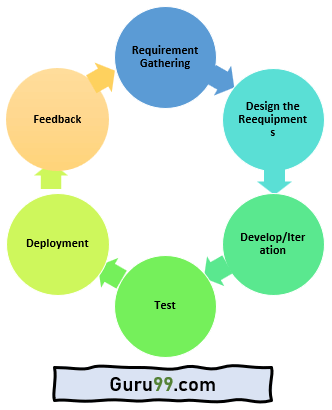 Requirement
Gathering
Design the
Reequipment
s
Develop/Iter
ation
Test
Deployment
Feedback
Guru99.com